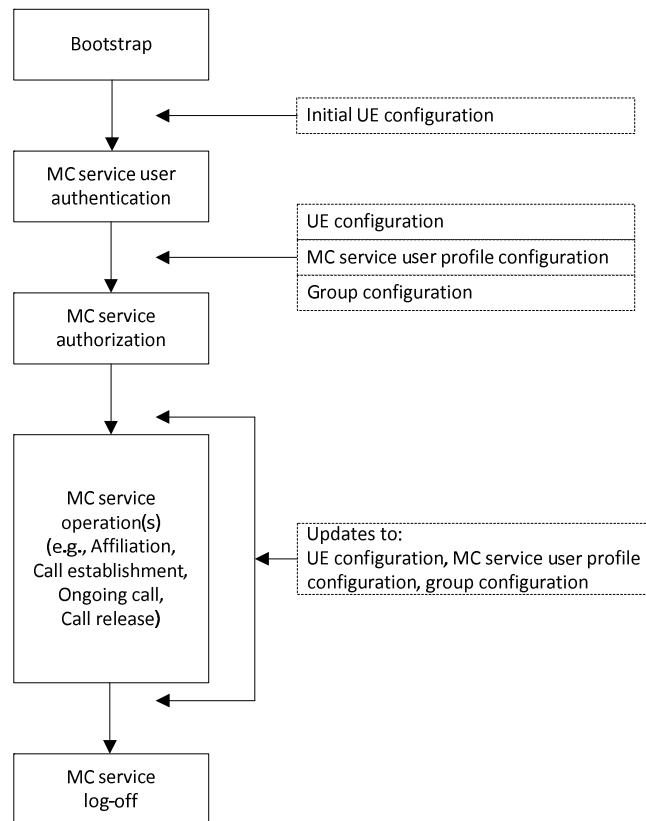 Bootstrap
Initial UE configuration
MC service user
authentication
UE configuration
MC service user profile configuration
Group configuration
MC service
authorization
MC service
operation(s)
(e.g., Affiliation,
Call establishment,
Ongoing call,
Call release)
Updates to:
UE configuration, MC service user profile
configuration, group configuration
MC service
log-off